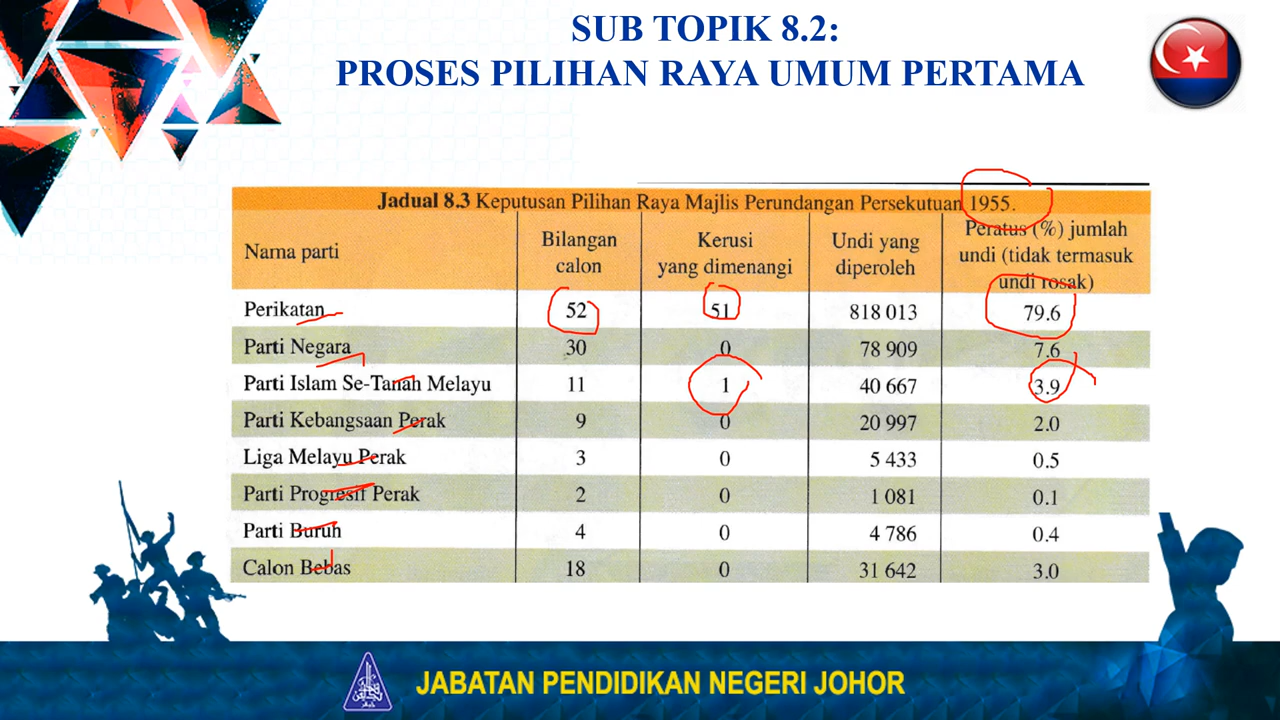 SUB TOPIK 8.2:
PROSES PILIHAN RAYA UMUM PERTAMA
Jadual 8.3 Keputusan Pilihan Raya Majlis Perundangan Persekutuan 1955.
Nama parti
Bilangan
calon
Kerusi
yang dimenangi
Undi yang
diperoleh
Peratus (%) jumlah
undi (tidak termasuk
undi rosak)
Perikatan 52 51 818 013 79.6
Parti Negara 30 0 78 909 7.6
Parti Islam Se-Tanah Melayu 11 1 40 667 3.9
Parti Kebangsaan Perak 9 0 20 997 2.0
Liga Melayu Perak 3 0 5 433 0.5
Parti Progresif Perak 2 0 1 081 0.1
Parti Buruh 4 0 4 786 0.4
Calon Bebas 18 0 31 642 3.0
JABATAN PENDIDIKAN NEGERI JOHOR